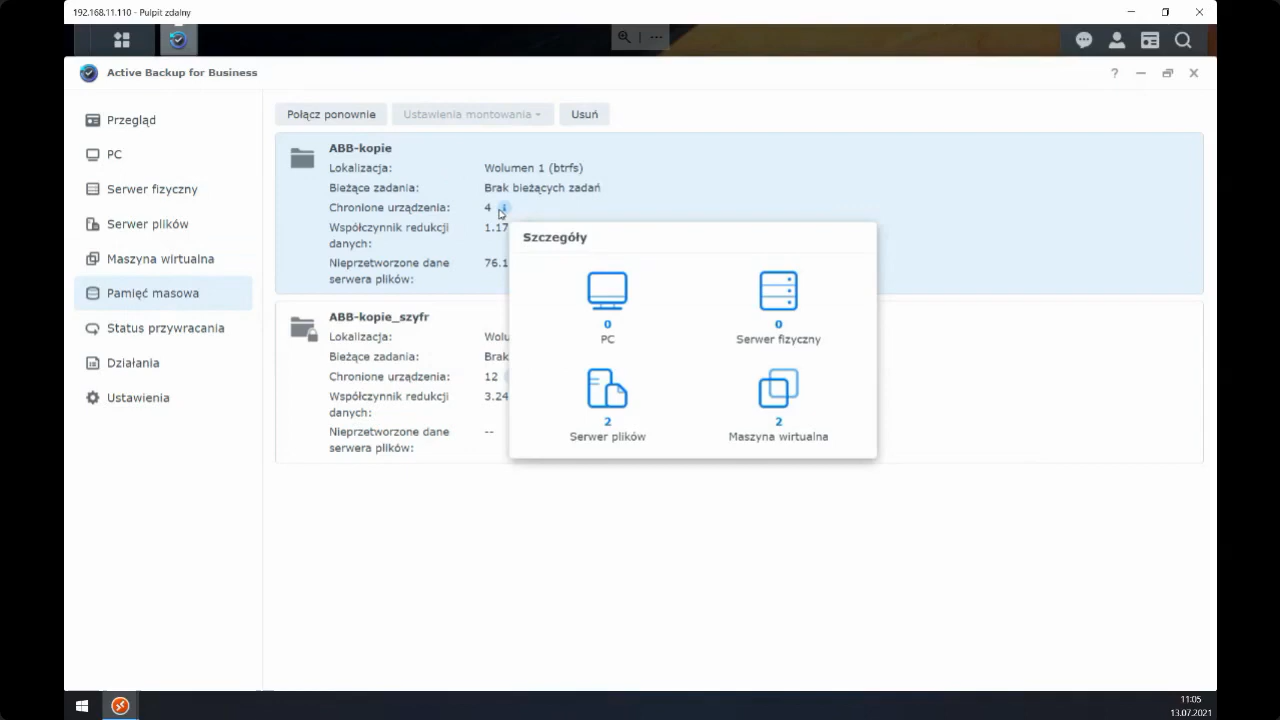 192.168.11.110 - Pulpit zdalny
Active Backup for Business
?
Przegląd
PC
Serwer fizyczny
Serwer plików
Maszyna wirtualna
Pamięć masowa
Status przywracania
Działania
Ustawienia
Połącz ponownie
Ustawienia montowania
Usuń
ABB-kopie
Lokalizacja: Wolumen 1 (btrfs)
Bieżące zadania: Brak bieżących zadań
Chronione urządzenia: 4
Współczynnik redukcji 1.17
danych:
Nieprzetworzone dane 76.1
serwera plików:
Szczegóły
0
PC
0
Serwer fizyczny
2
Serwer plików
2
Maszyna wirtualna
ABB-kopie_szyfr
Lokalizacja: Wolu
Bieżące zadania: Brak
Chronione urządzenia: 12
Współczynnik redukcji 3.24
danych:
Nieprzetworzone dane --
serwera plików:
11:05
13.07.2021